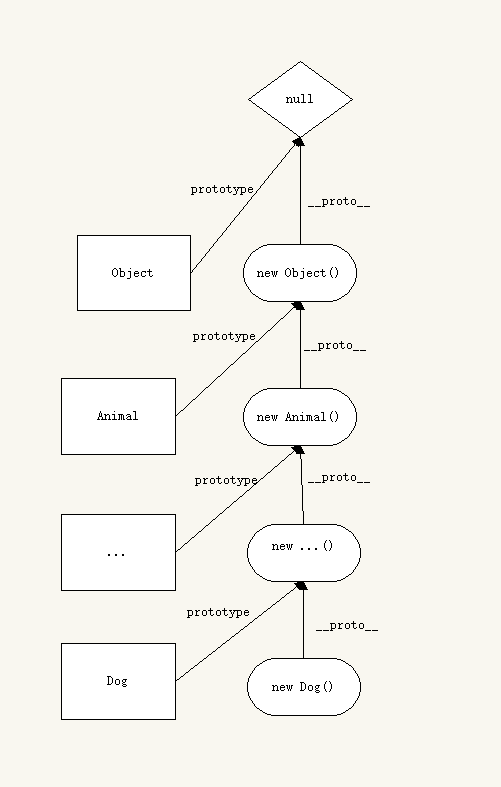 null
prototype
__proto__
Object
new Object()
prototype
__proto__
Animal
new Animal()
prototype
__proto__
...
new ...()
prototype
__proto__
Dog
new Dog()